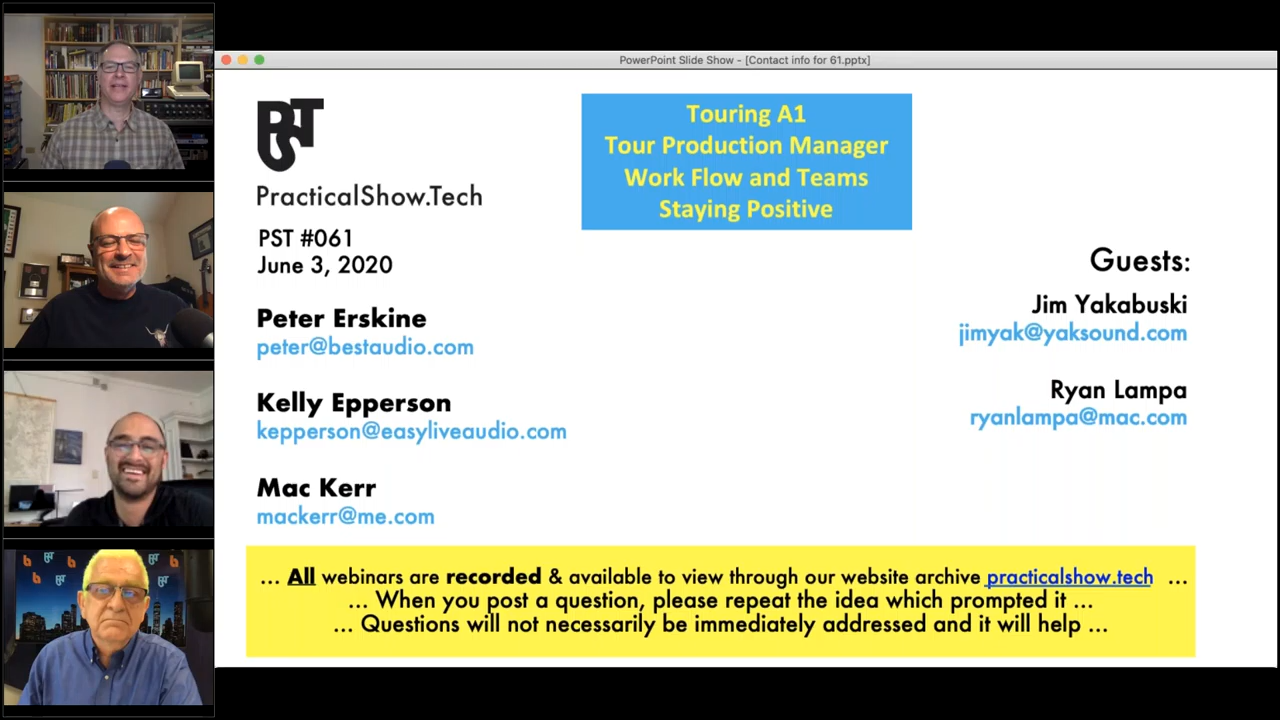 PowerPoint Slide Show - [Contact info for 61.pptx]
PST
PracticalShow.Tech
PST #061
June 3, 2020
Touring A1
Tour Production Manager
Work Flow and Teams
Staying Positive
Peter Erskine
peter@bestaudio.com
Kelly Epperson
kepperson@easyliveaudio.com
Mac Kerr
mackerr@me.com
Guests:
Jim Yakabuski
jimyak@yaksound.com
Ryan Lampa
ryanlampa@mac.com
... All webinars are recorded & available to view through our website archive practicalshow.tech ...
... When you post a question, please repeat the idea which prompted it ...
... Questions will not necessarily be immediately addressed and it will help ...